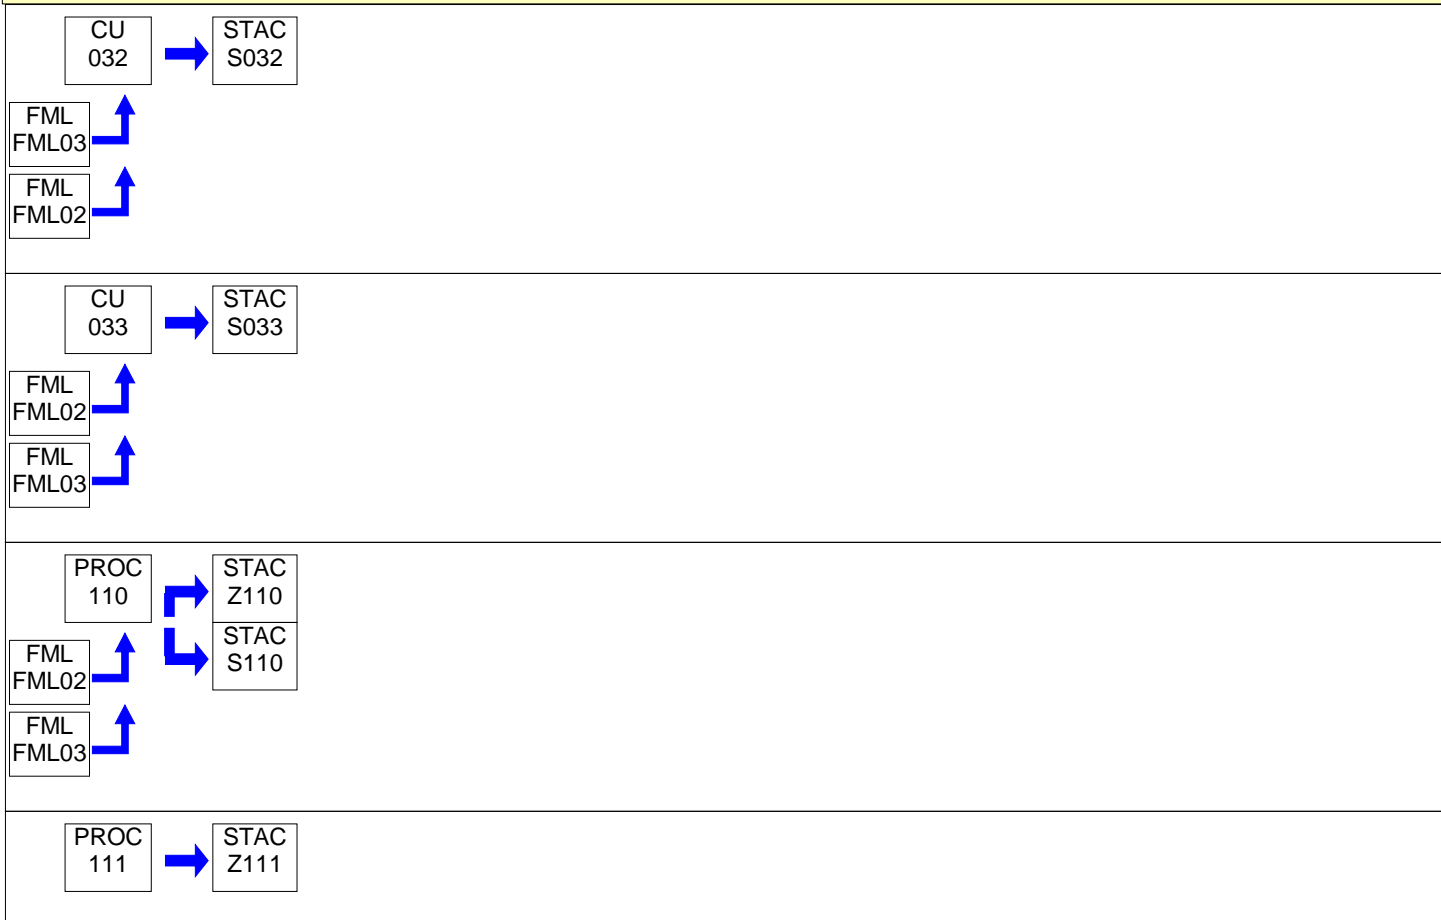 CU
032
STAC
S032
FML
FML03
FML
FML02
CU
033
STAC
S033
FML
FML02
FML
FML03
PROC
110
STAC
Z110
STAC
S110
FML
FML02
FML
FML03
PROC
111
STAC
Z111